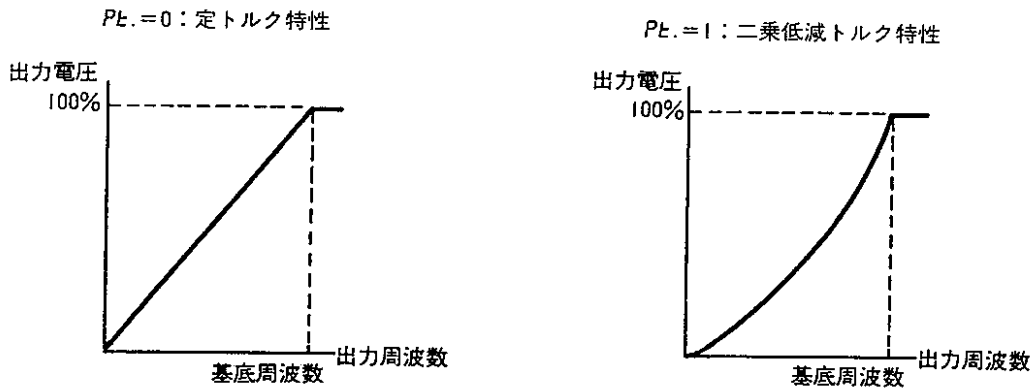 Pt.=0：定トルク特性
出力電圧
100%
出力周波数
基底周波数
Pt.=1：二乗低減トルク特性
出力電圧
100%
出力周波数
基底周波数